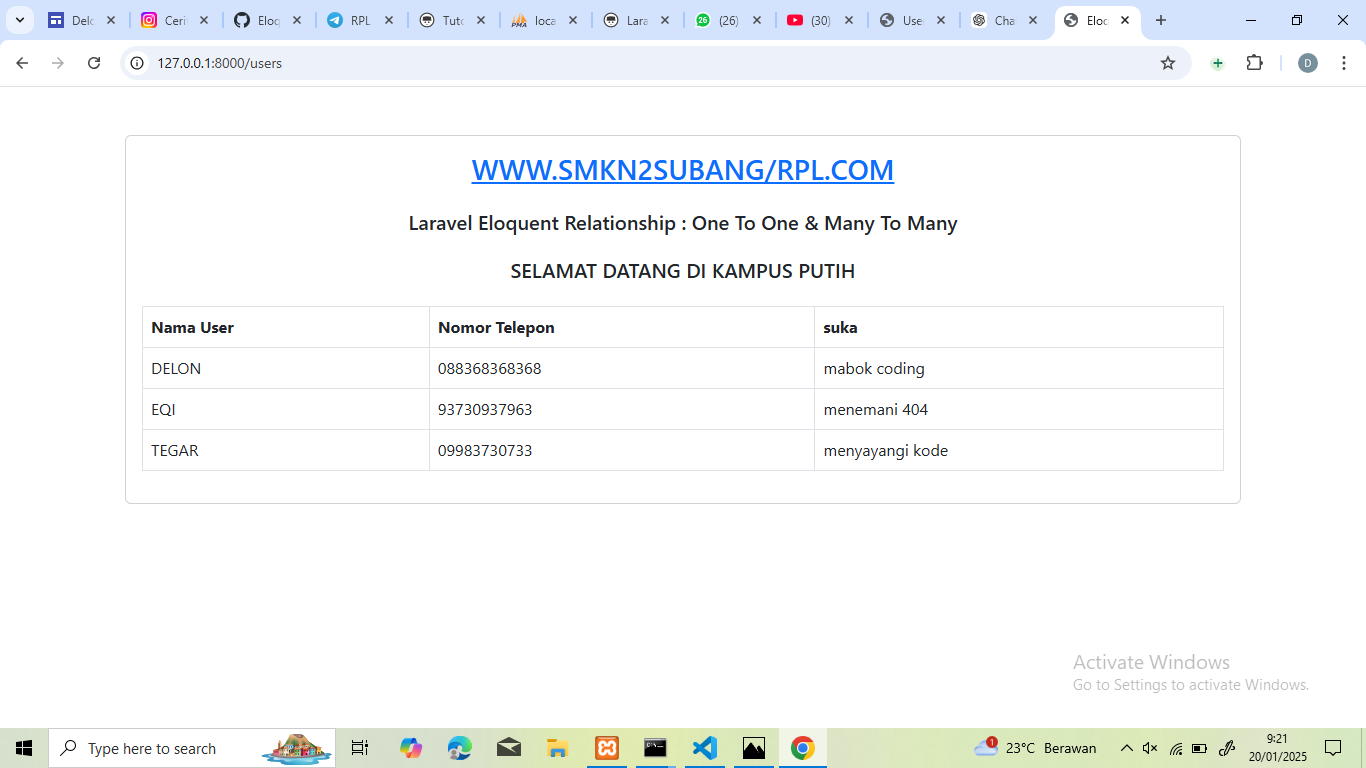 Delo
Ceri
Eloq
RPL
Tuto
loca
Lara
(26)
(30)
Use
Cha
Eloq
127.0.0.1:8000/users
D
WWW.SMKN2SUBANG/RPL.COM
Laravel Eloquent Relationship : One To One & Many To Many
SELAMAT DATANG DI KAMPUS PUTIH
Nama User Nomor Telepon suka
DELON 088368368368 mabok coding
EQI 93730937963 menemani 404
TEGAR 09983730733 menyayangi kode
Activate Windows
Go to Settings to activate Windows.
Type here to search
1
23°C Berawan
9:21
20/01/2025